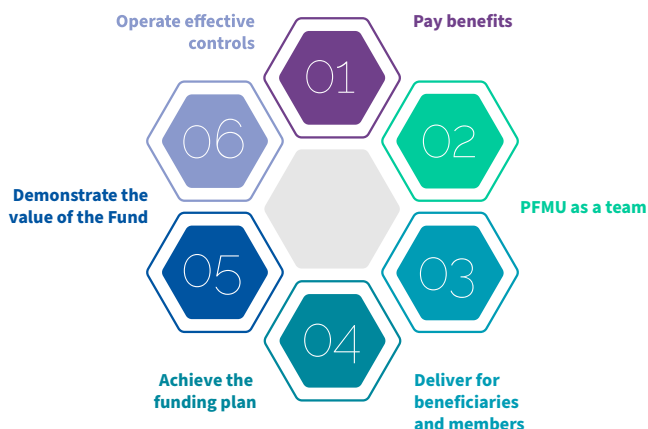 Operate effective
controls
Pay benefits
01
06
02
Demonstrate the
value of the Fund
PFMU as a team
05
03
04
Achieve the
funding plan
Deliver for
beneficiaries
and members